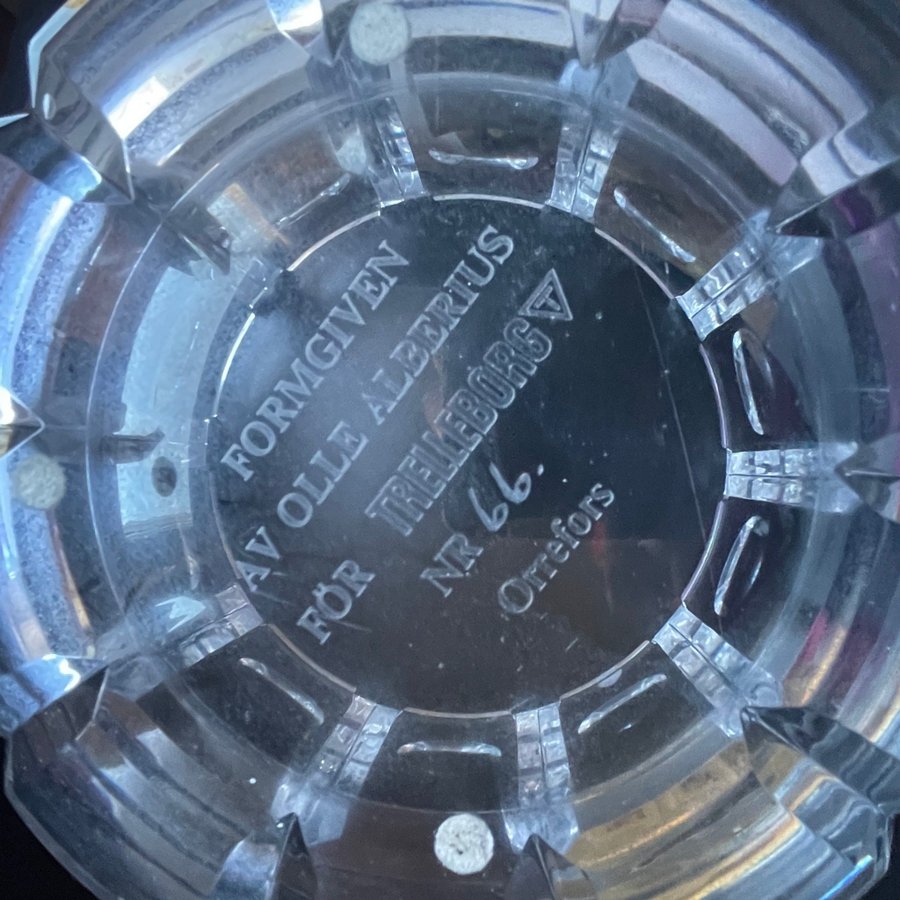 FORMGIVEN
AV OLLE ALBERIUS
FÖR TRELLEBORG T
NR 66.
Orrefors